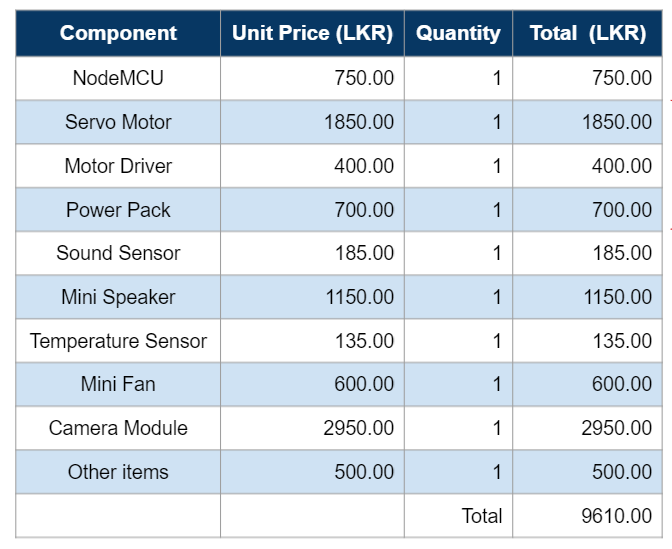 Component Unit Price (LKR) Quantity Total (LKR)
NodeMCU 750.00 1 750.00
Servo Motor 1850.00 1 1850.00
Motor Driver 400.00 1 400.00
Power Pack 700.00 1 700.00
Sound Sensor 185.00 1 185.00
Mini Speaker 1150.00 1 1150.00
Temperature Sensor 135.00 1 135.00
Mini Fan 600.00 1 600.00
Camera Module 2950.00 1 2950.00
Other items 500.00 1 500.00
Total 9610.00